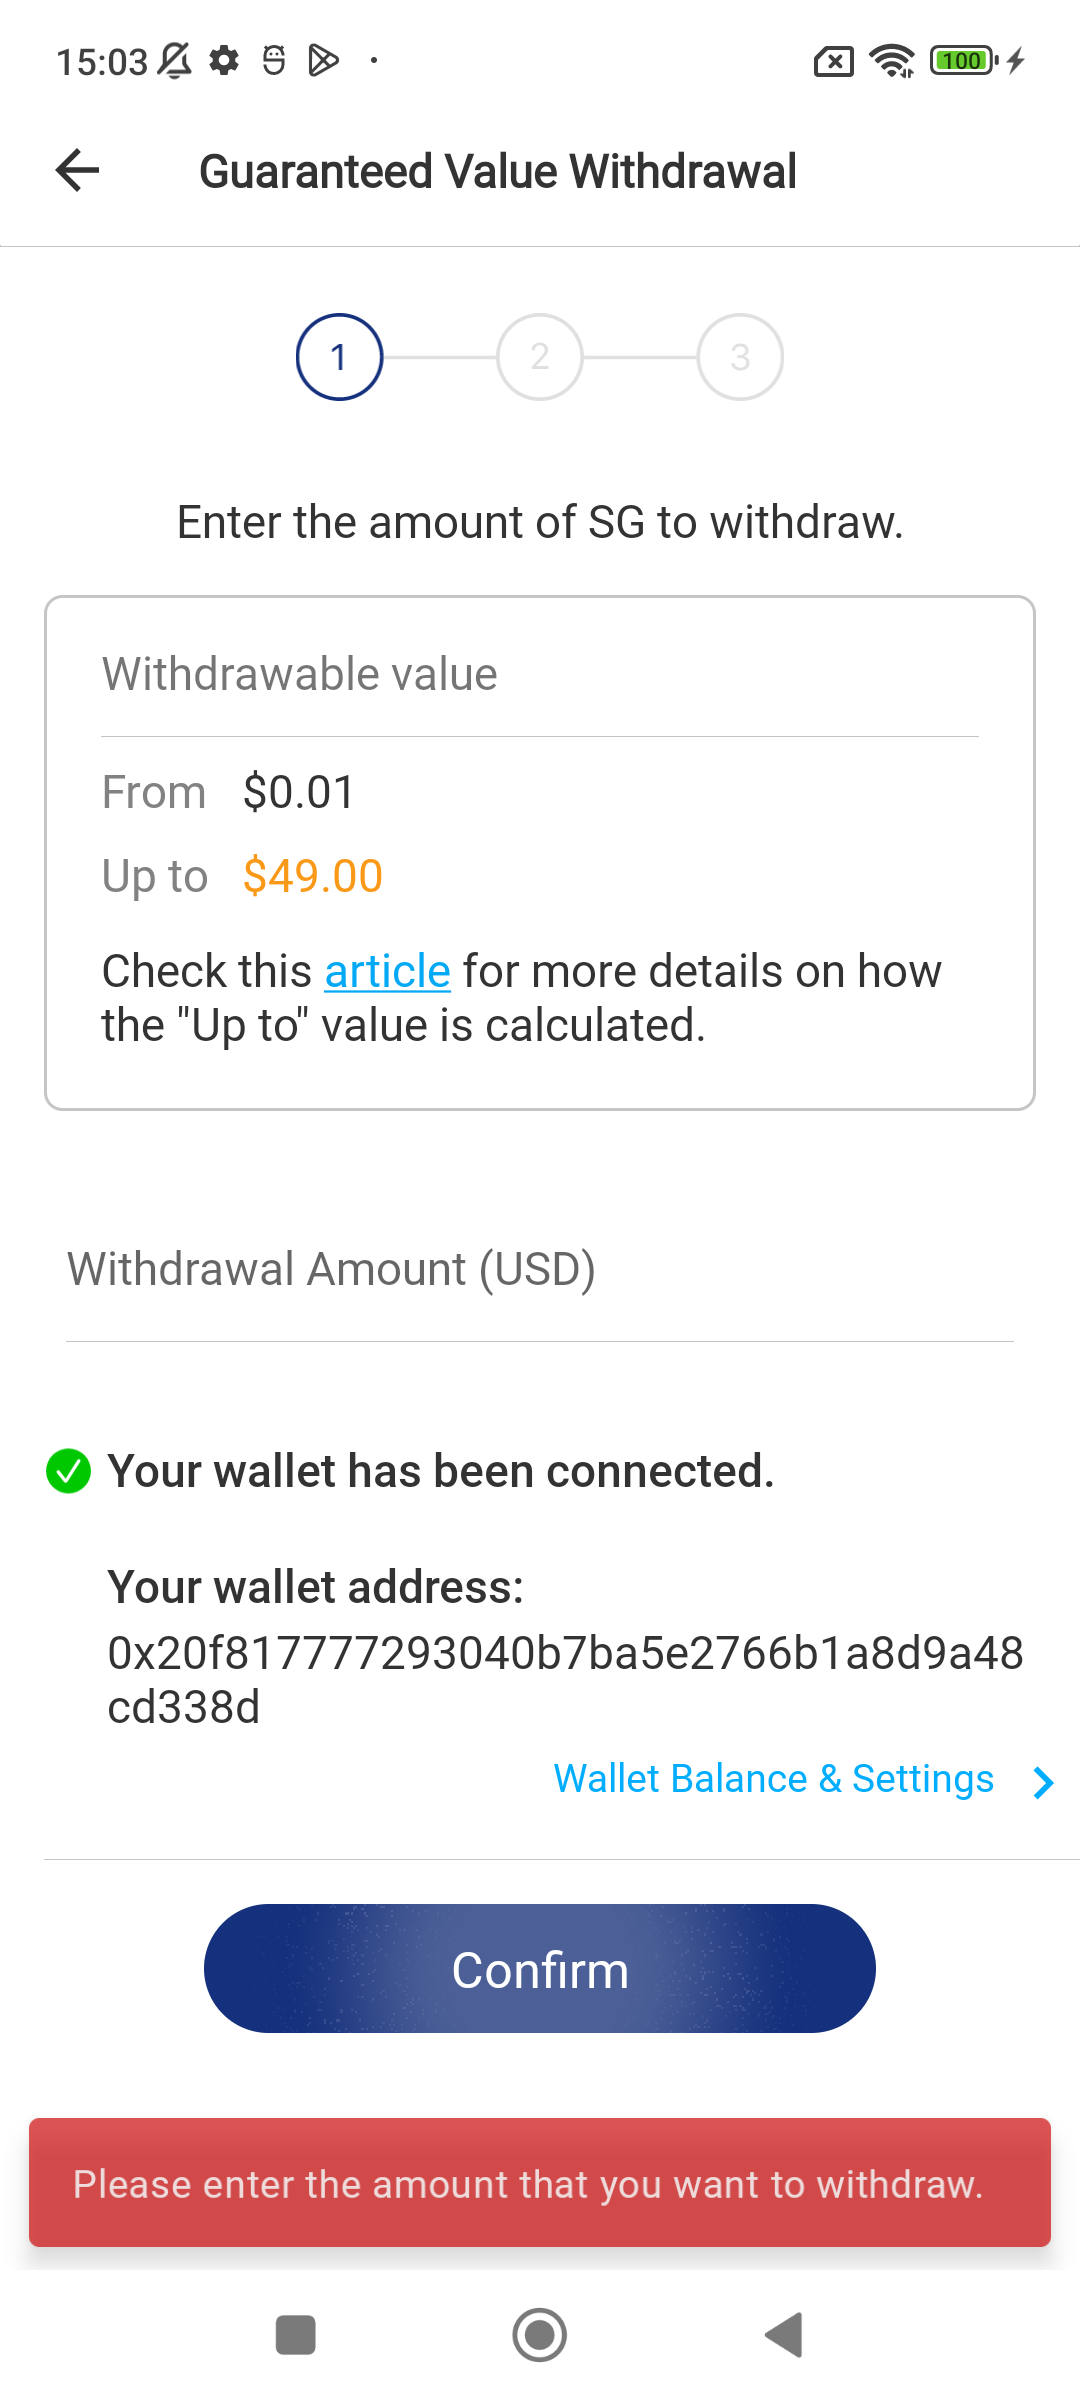 15:03
100
Guaranteed Value Withdrawal
1
2
3
Enter the amount of SG to withdraw.
Withdrawable value
From $0.01
Up to $49.00
Check this article for more details on how
the "Up to" value is calculated.
Withdrawal Amount (USD)
Your wallet has been connected.
Your wallet address:
0x20f817777293040b7ba5e2766b1a8d9a48
cd338d
Wallet Balance & Settings
Confirm
Please enter the amount that you want to withdraw.